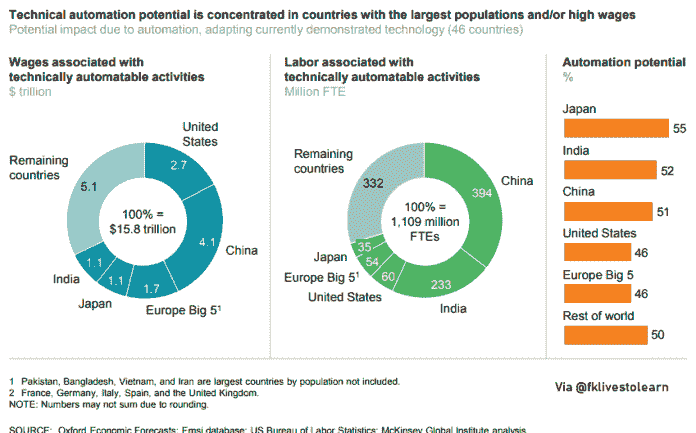 Technical automation potential is concentrated in countries with the largest populations and/or high wages
Potential impact due to automation, adapting currently demonstrated technology (46 countries)
Wages associated with
technically automatable activities
$ trillion
United
States
Remaining
countries
2.7
5.1
100% =
$15.8 trillion
4.1
China
1.1
India
1.1
Japan
1.7
Europe Big 5¹
Labor associated with
technically automatable activities
Million FTE
Remaining
countries
332
394
China
100% =
1,109 million
FTEs
35
Japan
54
Europe Big 5¹
60
United States
233
India
Automation potential
%
Japan
55
India
52
China
51
United States
46
Europe Big 5
46
Rest of world
50
1 Pakistan, Bangladesh, Vietnam, and Iran are largest countries by population not included.
2 France, Germany, Italy, Spain, and the United Kingdom.
NOTE: Numbers may not sum due to rounding.
Via @fklivestolearn
SOURCE: Oxford Economic Forecasts; Emsi database; US Bureau of Labor Statistics; McKinsey Global Institute analysis